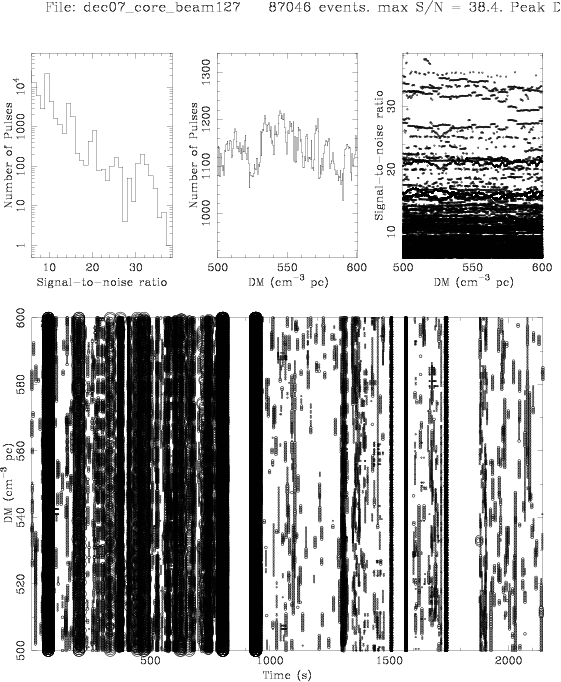 File: dec07_core_beam127 87046 events. max S/N = 38.4. Peak D
Number of Pulses
10⁴
1000
100
10
1
10 20 30
Signal-to-noise ratio
Number of Pulses
1300
1200
1100
1000
500 550 600
DM (cm⁻³ pc)
Signal-to-noise ratio
30
20
10
500 550 600
DM (cm⁻³ pc)
DM (cm⁻³ pc)
600
580
560
540
520
500
500 1000 1500 2000
Time (s)